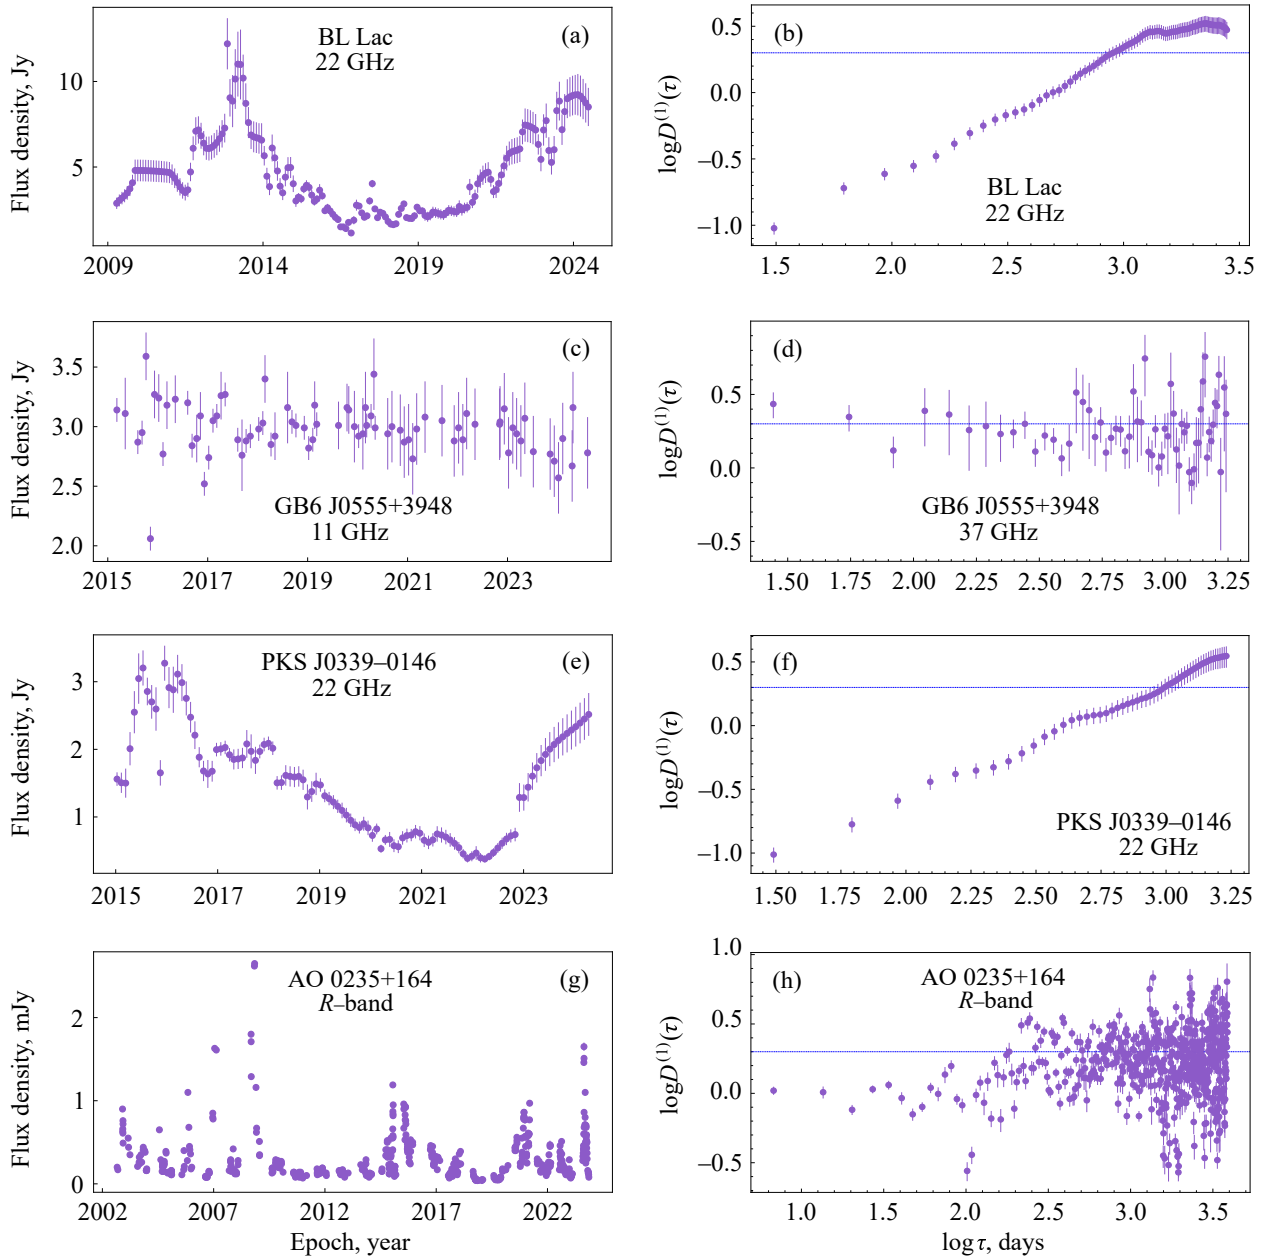 (a)
BL Lac
22 GHz
Flux density, Jy
10
5
2009 2014 2019 2024
(b)
BL Lac
22 GHz
logD⁽¹⁾(τ)
0.5
0.0
−0.5
−1.0
1.5 2.0 2.5 3.0 3.5
(c)
GB6 J0555+3948
11 GHz
Flux density, Jy
3.5
3.0
2.5
2.0
2015 2017 2019 2021 2023
(d)
GB6 J0555+3948
37 GHz
logD⁽¹⁾(τ)
0.5
0.0
−0.5
1.50 1.75 2.00 2.25 2.50 2.75 3.00 3.25
(e)
PKS J0339–0146
22 GHz
Flux density, Jy
3
2
1
2015 2017 2019 2021 2023
(f)
PKS J0339–0146
22 GHz
logD⁽¹⁾(τ)
0.5
0.0
−0.5
−1.0
1.50 1.75 2.00 2.25 2.50 2.75 3.00 3.25
(g)
AO 0235+164
R–band
Flux density, mJy
2
1
0
2002 2007 2012 2017 2022
Epoch, year
(h)
AO 0235+164
R–band
logD⁽¹⁾(τ)
1.0
0.5
0.0
−0.5
1.0 1.5 2.0 2.5 3.0 3.5
logτ, days